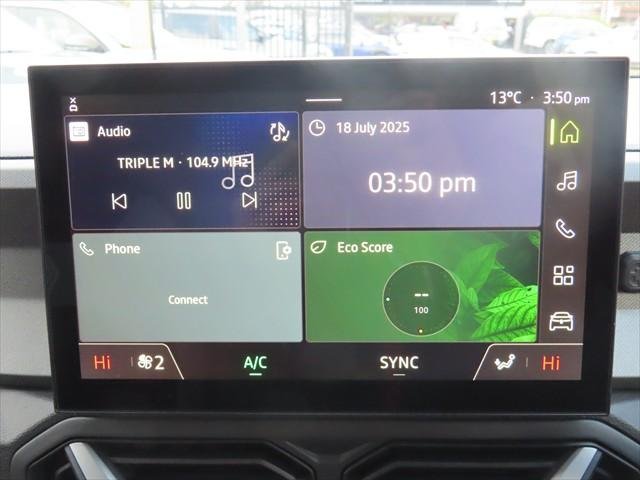 13°C · 3:50 pm
Audio
TRIPLE M · 104.9 MHz
18 July 2025
03:50 pm
Phone
Connect
Eco Score
--
100
Hi
2
A/C
SYNC
Hi